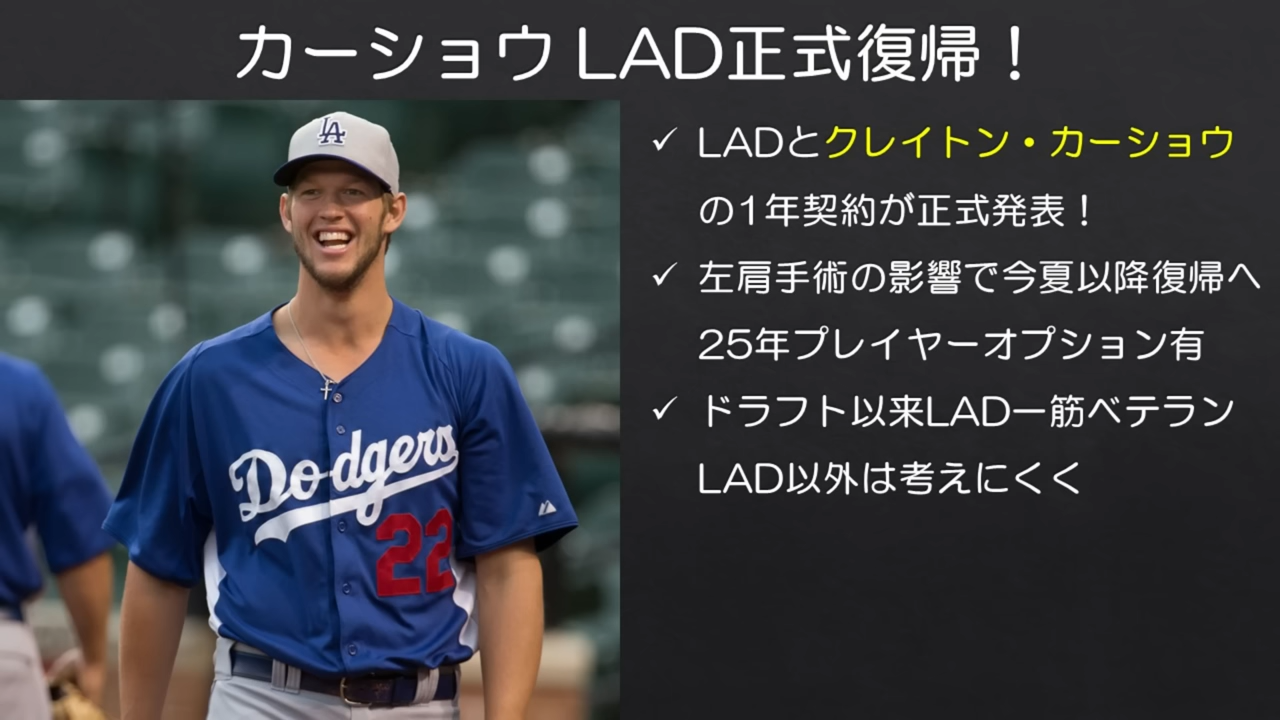 カーショウ LAD正式復帰！
✓ LADとクレイトン・カーショウ
の1年契約が正式発表！
✓ 左肩手術の影響で今夏以降復帰へ
25年プレイヤーオプション有
✓ ドラフト以来LAD一筋ベテラン
LAD以外は考えにくく
LA
Dodgers
22